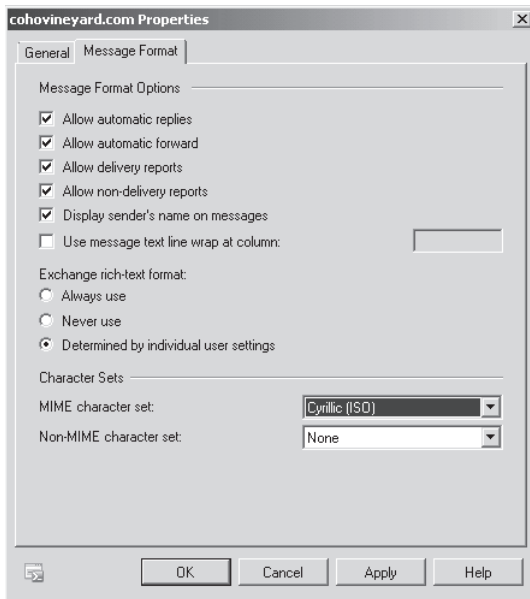 cohovineyard.com Properties
General Message Format
Message Format Options
Allow automatic replies
Allow automatic forward
Allow delivery reports
Allow non-delivery reports
Display sender's name on messages
Use message text line wrap at column:
Exchange rich-text format:
Always use
Never use
Determined by individual user settings
Character Sets
MIME character set: Cyrillic (ISO)
Non-MIME character set: None
OK Cancel Apply Help